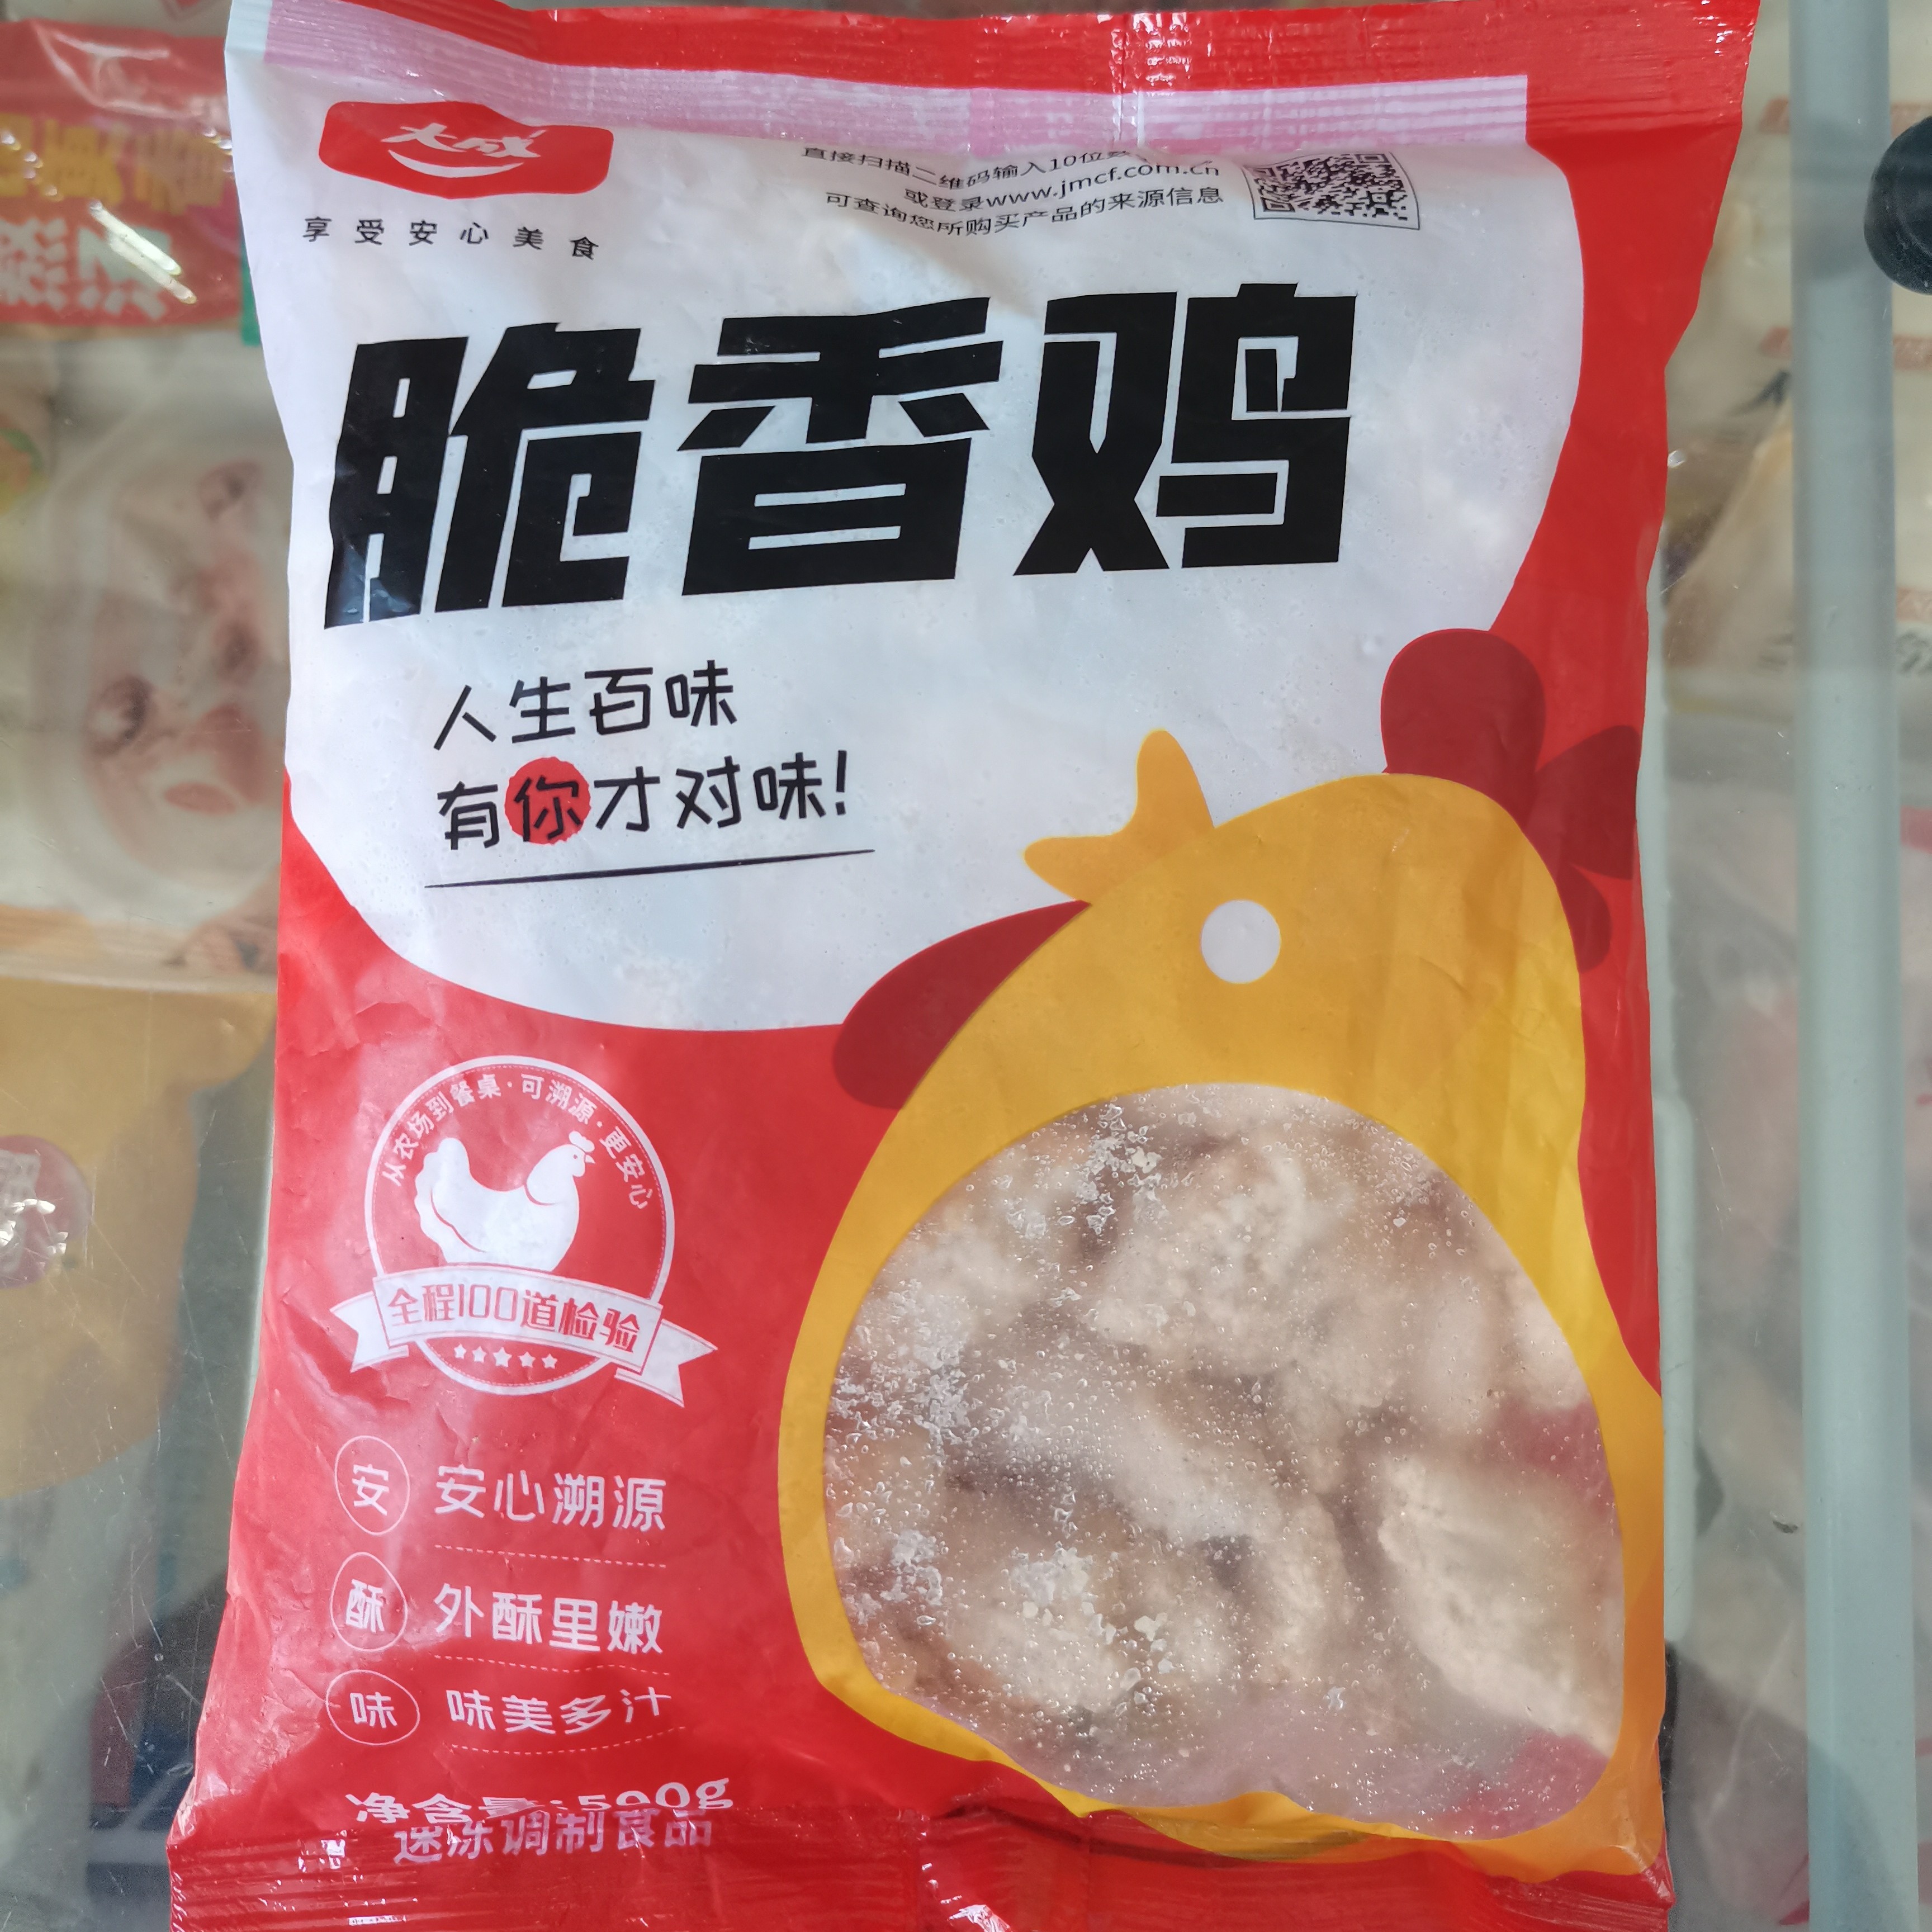 大成
享受安心美食
直接扫描二维码输入10位
或登录www.jmcf.com.cn
可查询您所购买产品的来源信息
脆香鸡
人生百味
有你才对味!
从农场到餐桌·可溯源·更安心
全程100道检验
安 安心溯源
酥 外酥里嫩
味 味美多汁
净含量:500g
速冻调制食品